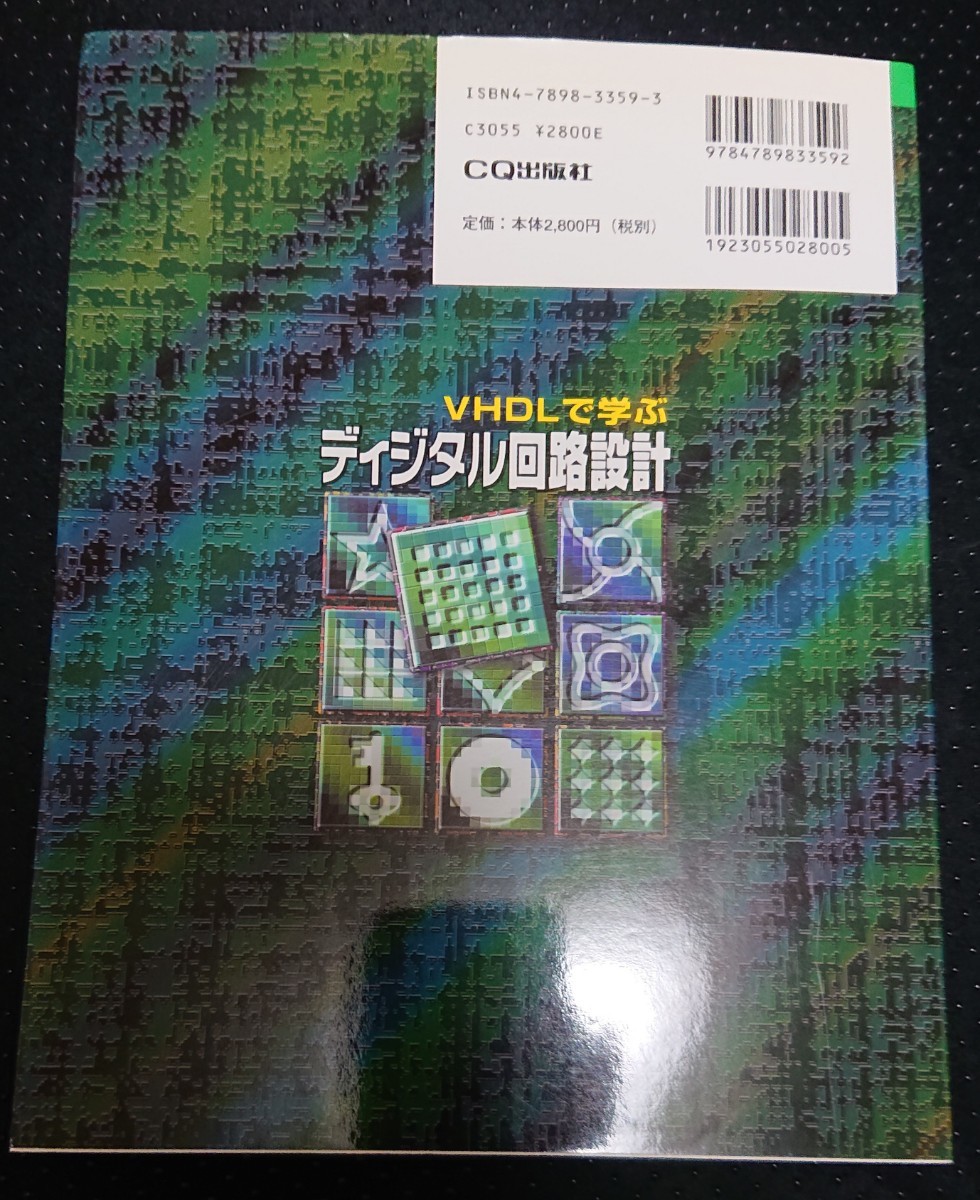 ISBN4-7898-3359-3
C3055 ¥2800E
CQ出版社
定価：本体2,800円（税別）
9784789833592
1923055028005
VHDLで学ぶ
ディジタル回路設計